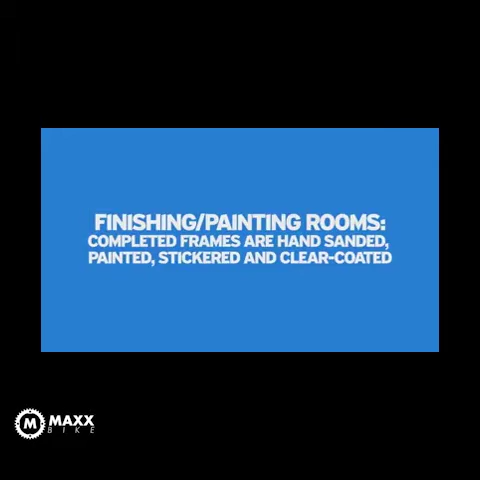 FINISHING/PAINTING ROOMS:
COMPLETED FRAMES ARE HAND SANDED,
PAINTED, STICKERED AND CLEAR-COATED
M MAXX
BIKE